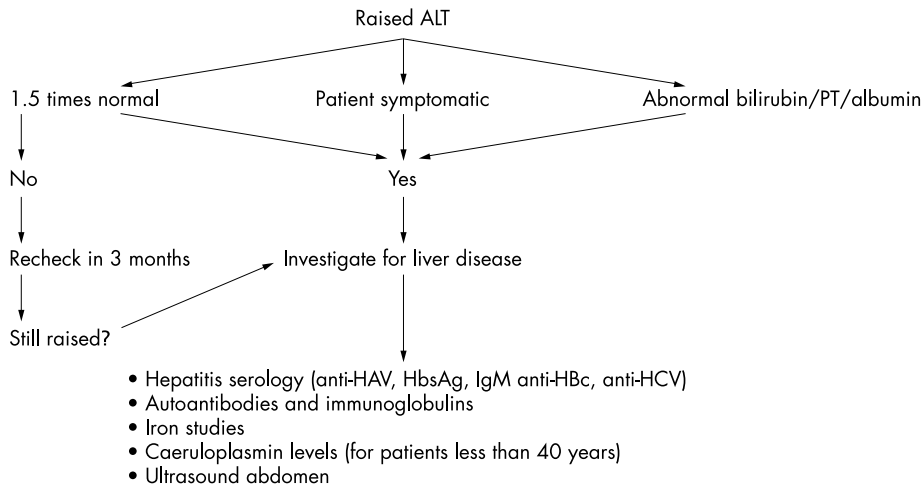 Raised ALT
1.5 times normal
Patient symptomatic
Abnormal bilirubin/PT/albumin
No
Yes
Recheck in 3 months
Investigate for liver disease
Still raised?
• Hepatitis serology (anti-HAV, HbsAg, IgM anti-HBc, anti-HCV)
• Autoantibodies and immunoglobulins
• Iron studies
• Caeruloplasmin levels (for patients less than 40 years)
• Ultrasound abdomen